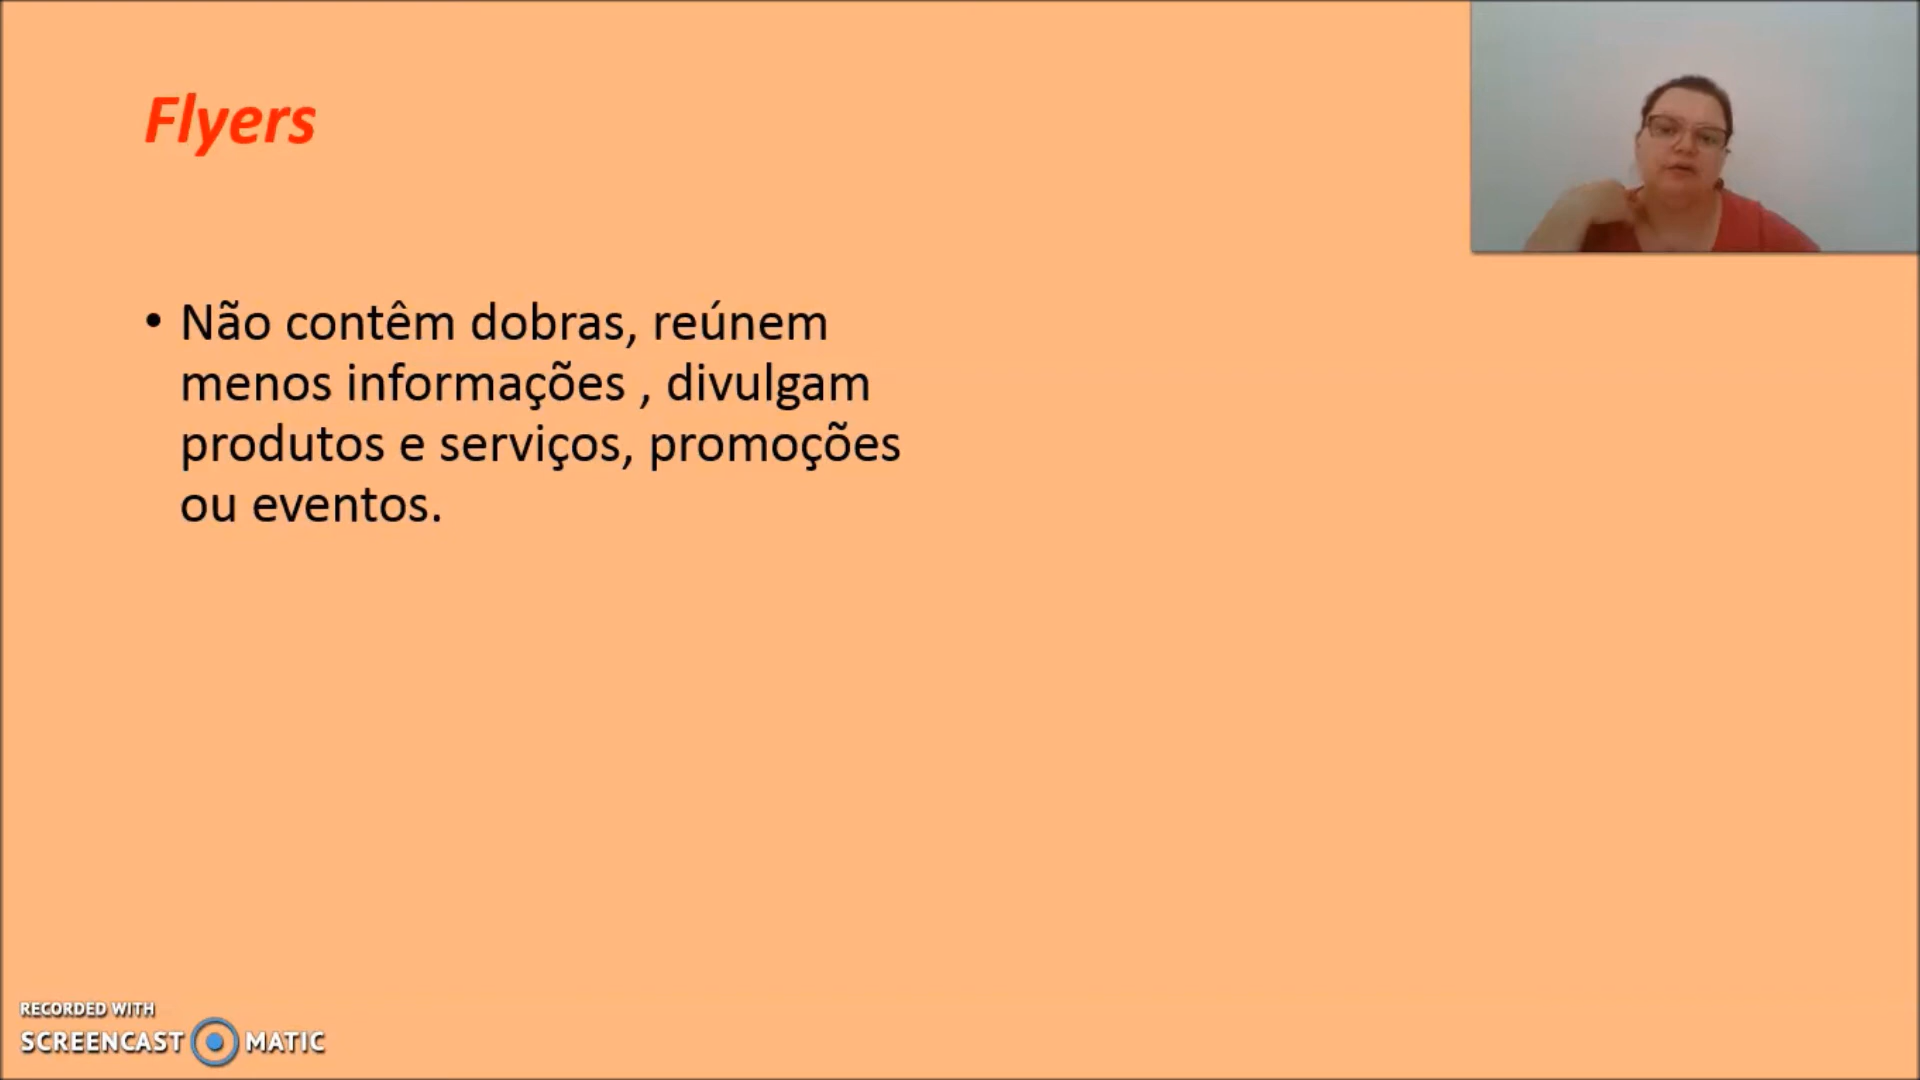 Flyers
• Não contêm dobras, reúnem
menos informações , divulgam
produtos e serviços, promoções
ou eventos.
RECORDED WITH
SCREENCAST MATIC